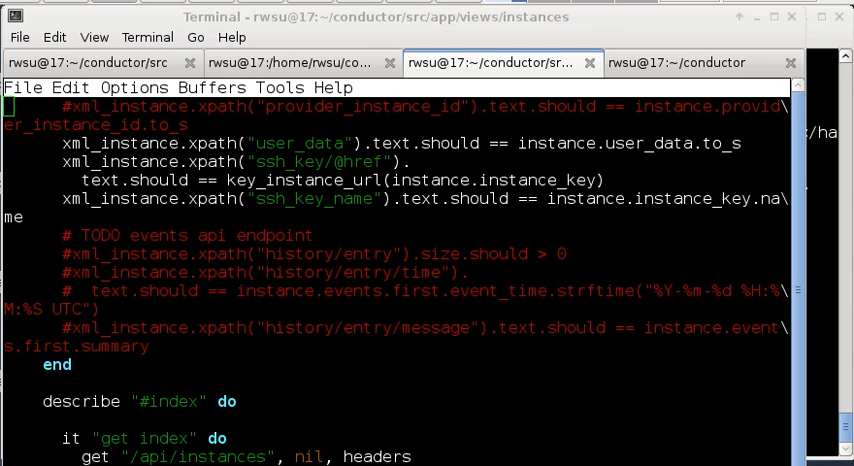 Terminal - rwsu@17:~/conductor/src/app/views/instances
File Edit View Terminal Go Help
rwsu@17:~/conductor/src
rwsu@17:/home/rwsu/co...
rwsu@17:~/conductor/sr...
rwsu@17:~/conductor
File Edit Options Buffers Tools Help
#xml_instance.xpath("provider_instance_id").text.should == instance.provid\
er_instance_id.to_s
xml_instance.xpath("user_data").text.should == instance.user_data.to_s
xml_instance.xpath("ssh_key/@href").
text.should == key_instance_url(instance.instance_key)
xml_instance.xpath("ssh_key_name").text.should == instance.instance_key.na\
me
# TODO events api endpoint
#xml_instance.xpath("history/entry").size.should > 0
#xml_instance.xpath("history/entry/time").
#  text.should == instance.events.first.event_time.strftime("%Y-%m-%d %H:%\
M:%S UTC")
#xml_instance.xpath("history/entry/message").text.should == instance.event\
s.first.summary
end
describe "#index" do
it "get index" do
get "/api/instances", nil, headers